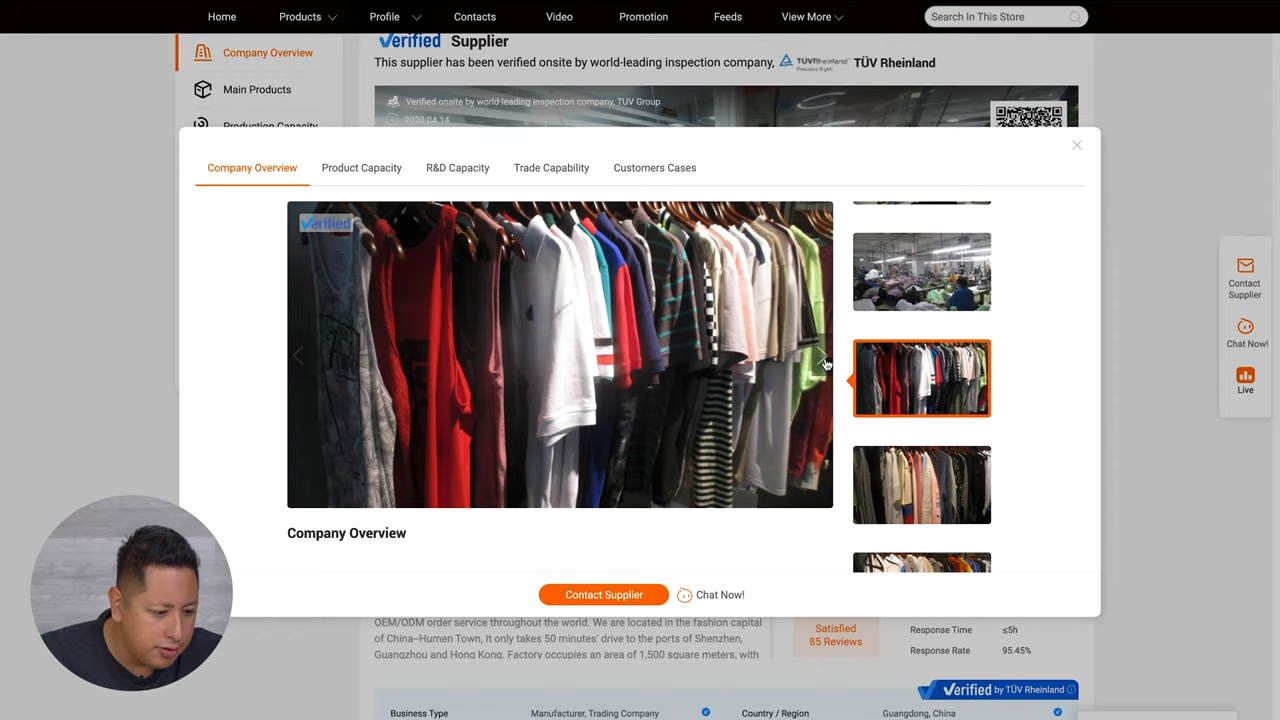 Home
Products
Profile
Contacts
Video
Promotion
Feeds
View More
Search In This Store
Company Overview
Verified Supplier
This supplier has been verified onsite by world-leading inspection company, TÜVRheinland TÜV Rheinland
Main Products
Verified onsite by world-leading inspection company, TUV Group
2020.04.14
Production Capacity
Company Overview
Product Capacity
R&D Capacity
Trade Capability
Customers Cases
Verified
Company Overview
Contact Supplier
Chat Now!
Contact
Supplier
Chat Now!
Live
OEM/ODM order service throughout the world. We are located in the fashion capital
of China--Humen Town, It only takes 50 minutes' drive to the ports of Shenzhen,
Guangzhou and Hong Kong. Factory occupies an area of 1,500 square meters, with
Satisfied
85 Reviews
Response Time ≤5h
Response Rate 95.45%
Verified by TÜV Rheinland
Business Type Manufacturer, Trading Company
Country / Region Guangdong, China